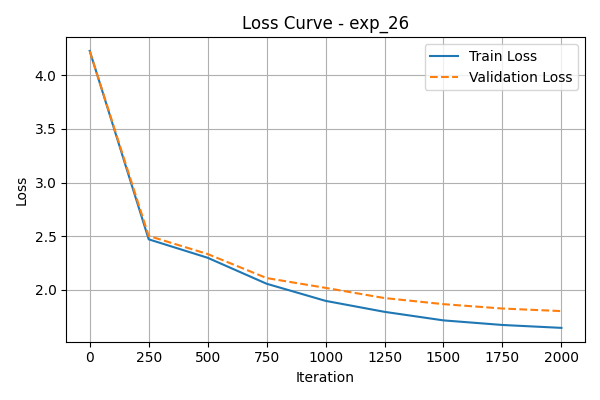 Loss Curve - exp_26
Train Loss
Validation Loss
Loss
4.0
3.5
3.0
2.5
2.0
0 250 500 750 1000 1250 1500 1750 2000
Iteration